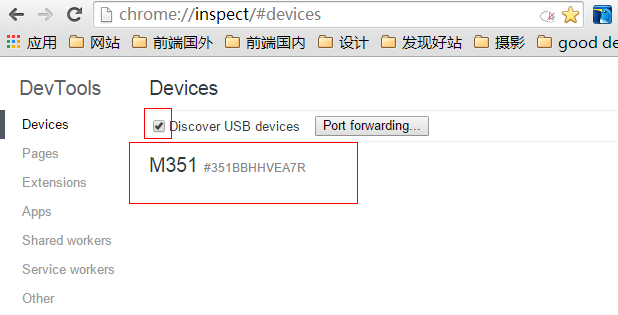 chrome://inspect/#devices
应用 网站 前端国外 前端国内 设计 发现好站 摄影 good de
DevTools
Devices
Pages
Extensions
Apps
Shared workers
Service workers
Other
Devices
Discover USB devices Port forwarding...
M351 #351BBHHVEA7R